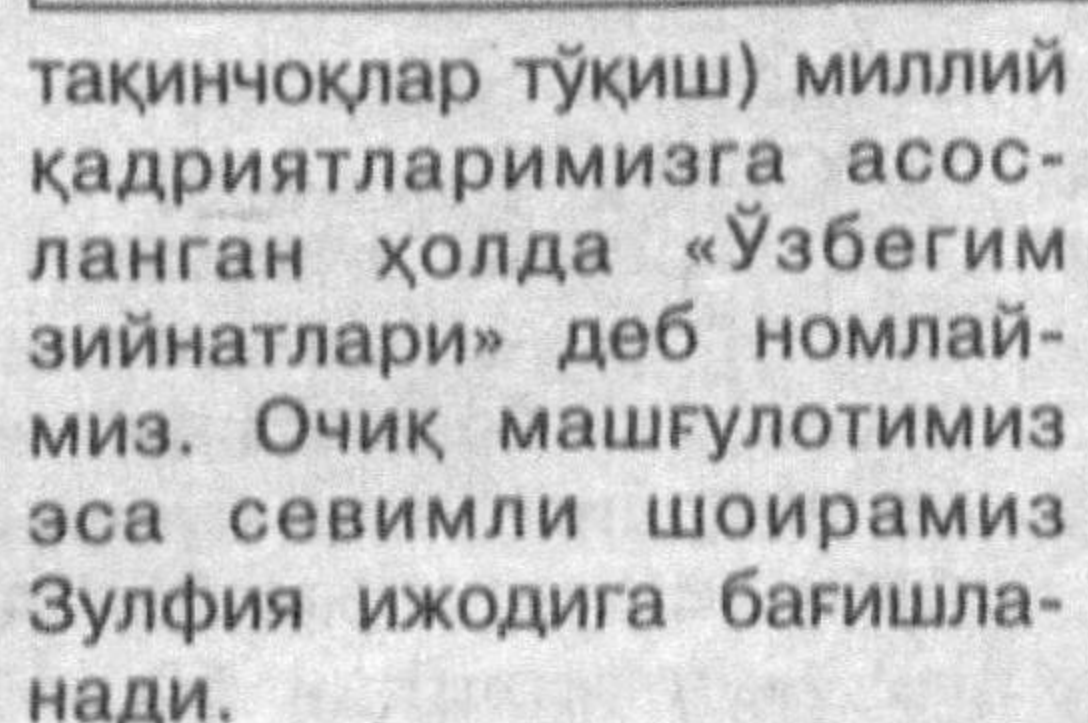 тақинчоқлар тўқиш) миллий
қадриятларимизга асос-
ланган ҳолда «Ўзбегим
зийнатлари» деб номлай-
миз. Очиқ машғулотимиз
эса севимли шоирамиз
Зулфия ижодига бағишла-
нади.